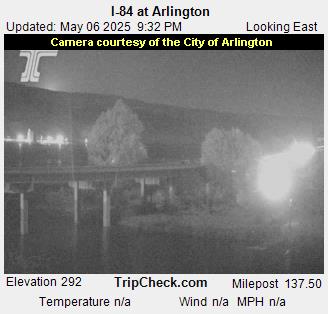 I-84 at Arlington
Updated: May 06 2025 9:32 PM Looking East
Camera courtesy of the City of Arlington
Elevation 292 TripCheck.com Milepost 137.50
Temperature n/a Wind n/a MPH n/a